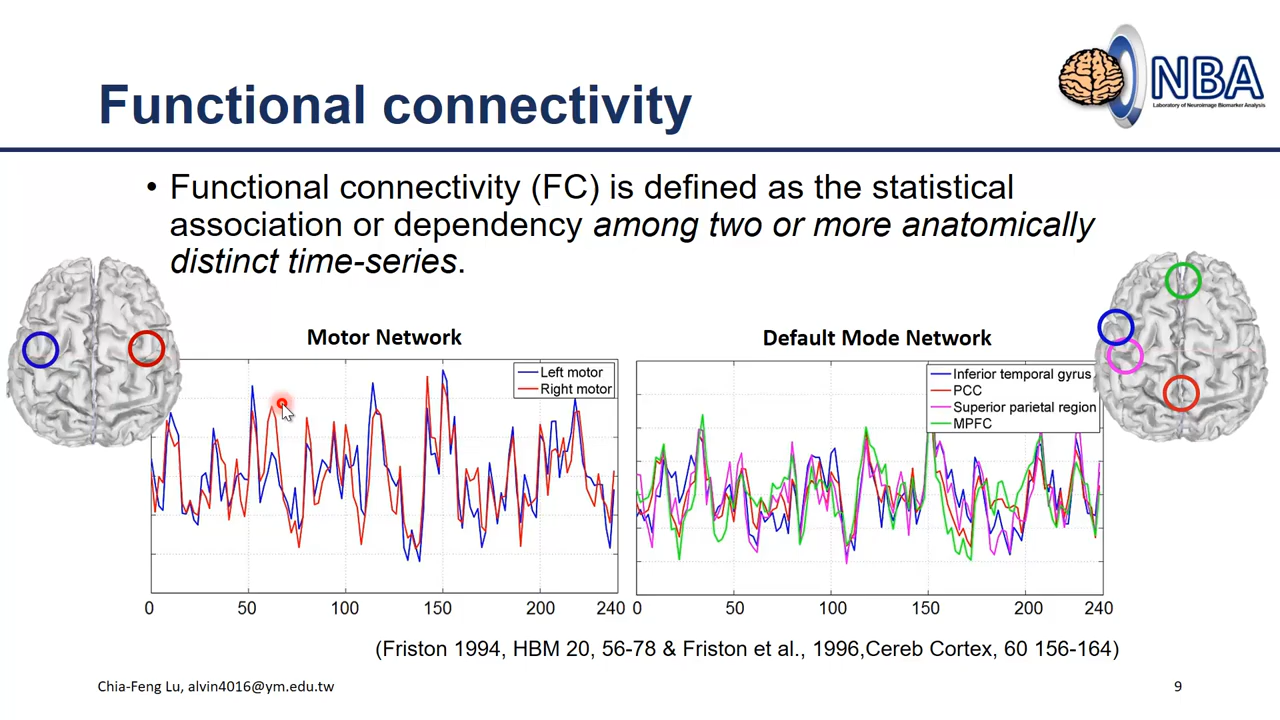 NBA
Laboratory of Neuroimage Biomarker Analysis
Functional connectivity
• Functional connectivity (FC) is defined as the statistical
association or dependency among two or more anatomically
distinct time-series.
Motor Network
Left motor
Right motor
0 50 100 150 200 240
Default Mode Network
Inferior temporal gyrus
PCC
Superior parietal region
MPFC
0 50 100 150 200 240
(Friston 1994, HBM 20, 56-78 & Friston et al., 1996,Cereb Cortex, 60 156-164)
Chia-Feng Lu, alvin4016@ym.edu.tw
9